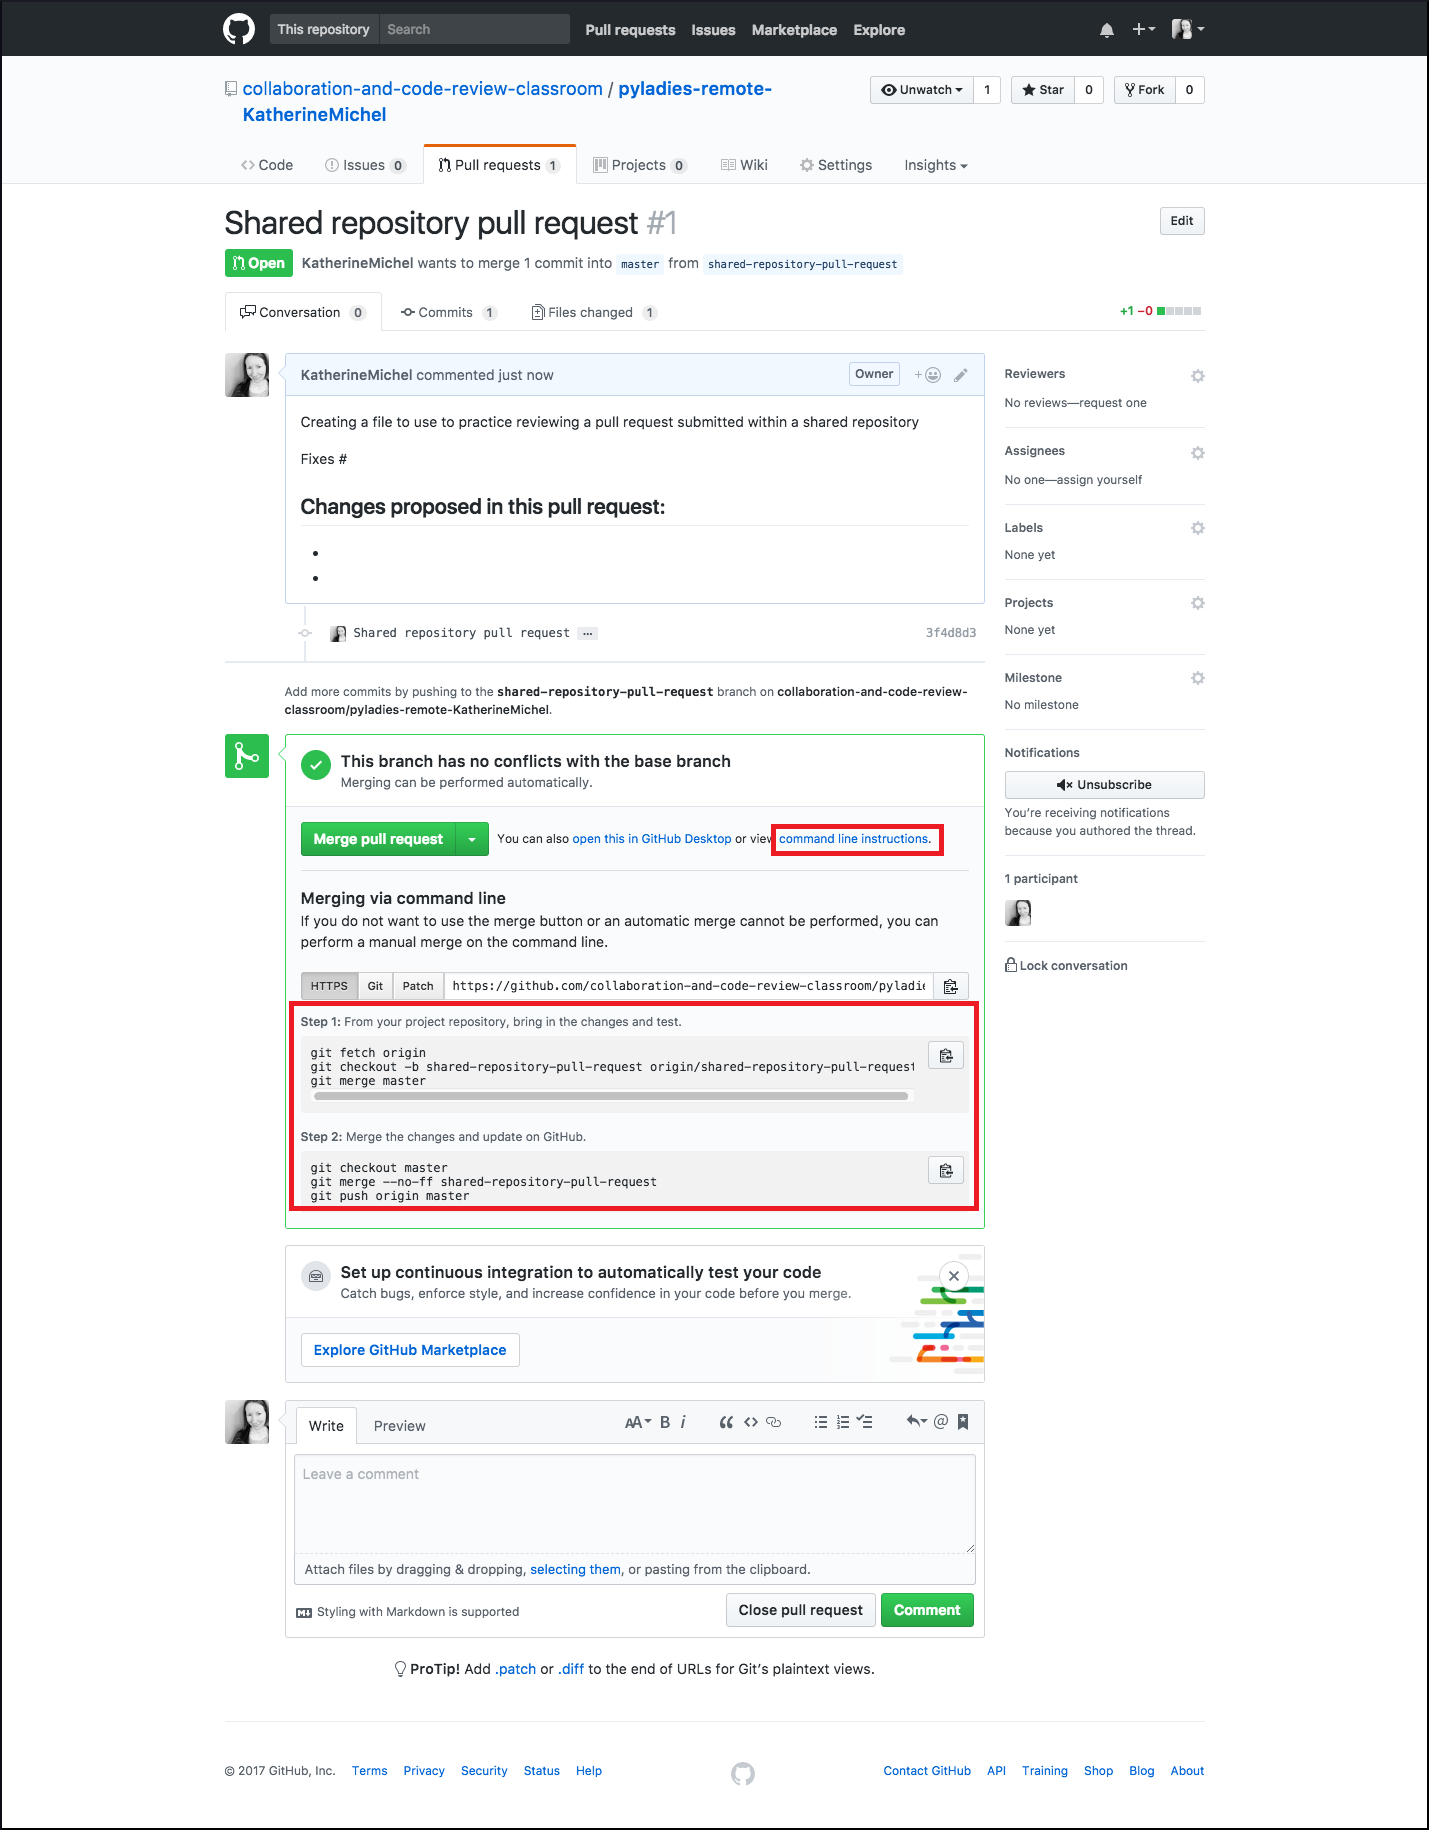 This repository Search Pull requests Issues Marketplace Explore
collaboration-and-code-review-classroom / pyladies-remote-
KatherineMichel
Unwatch 1 Star 0 Fork 0
Code Issues 0 Pull requests 1 Projects 0 Wiki Settings Insights
Shared repository pull request #1
Edit
Open KatherineMichel wants to merge 1 commit into master from shared-repository-pull-request
Conversation 0 Commits 1 Files changed 1 +1 −0
KatherineMichel commented just now Owner
Creating a file to use to practice reviewing a pull request submitted within a shared repository
Fixes #
Changes proposed in this pull request:
•
•
Shared repository pull request … 3f4d8d3
Add more commits by pushing to the shared-repository-pull-request branch on collaboration-and-code-review-
classroom/pyladies-remote-KatherineMichel.
This branch has no conflicts with the base branch
Merging can be performed automatically.
Merge pull request You can also open this in GitHub Desktop or view command line instructions.
Merging via command line
If you do not want to use the merge button or an automatic merge cannot be performed, you can
perform a manual merge on the command line.
HTTPS Git Patch https://github.com/collaboration-and-code-review-classroom/pyladie
Step 1: From your project repository, bring in the changes and test.
git fetch origin
git checkout -b shared-repository-pull-request origin/shared-repository-pull-request
git merge master
Step 2: Merge the changes and update on GitHub.
git checkout master
git merge --no-ff shared-repository-pull-request
git push origin master
Set up continuous integration to automatically test your code
Catch bugs, enforce style, and increase confidence in your code before you merge.
Explore GitHub Marketplace
Write Preview AA B i @
Leave a comment
Attach files by dragging & dropping, selecting them, or pasting from the clipboard.
Styling with Markdown is supported
Close pull request Comment
ProTip! Add .patch or .diff to the end of URLs for Git's plaintext views.
Reviewers
No reviews—request one
Assignees
No one—assign yourself
Labels
None yet
Projects
None yet
Milestone
No milestone
Notifications
Unsubscribe
You're receiving notifications
because you authored the thread.
1 participant
Lock conversation
© 2017 GitHub, Inc. Terms Privacy Security Status Help Contact GitHub API Training Shop Blog About